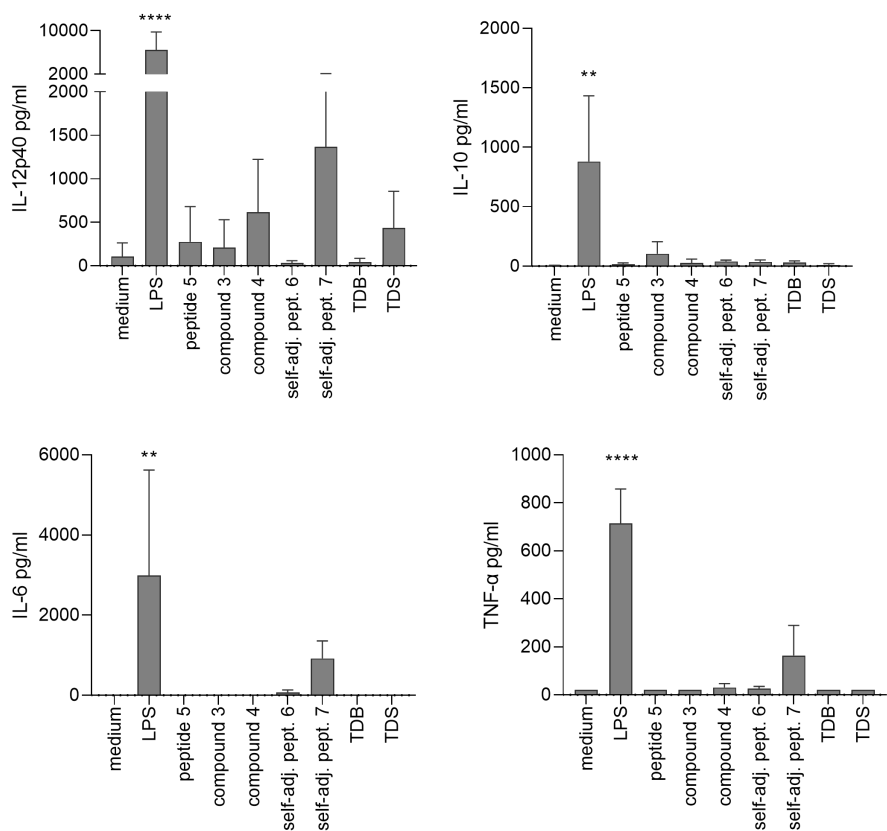 ****
10000
2000
2000
1500
1000
500
0
IL-12p40 pg/ml
medium
LPS
peptide 5
compound 3
compound 4
self-adj. pept. 6
self-adj. pept. 7
TDB
TDS
2000
1500
1000
500
0
IL-10 pg/ml
**
medium
LPS
peptide 5
compound 3
compound 4
self-adj. pept. 6
self-adj. pept. 7
TDB
TDS
6000
4000
2000
0
IL-6 pg/ml
**
medium
LPS
peptide 5
compound 3
compound 4
self-adj. pept. 6
self-adj. pept. 7
TDB
TDS
1000
800
600
400
200
0
TNF-α pg/ml
****
medium
LPS
peptide 5
compound 3
compound 4
self-adj. pept. 6
self-adj. pept. 7
TDB
TDS